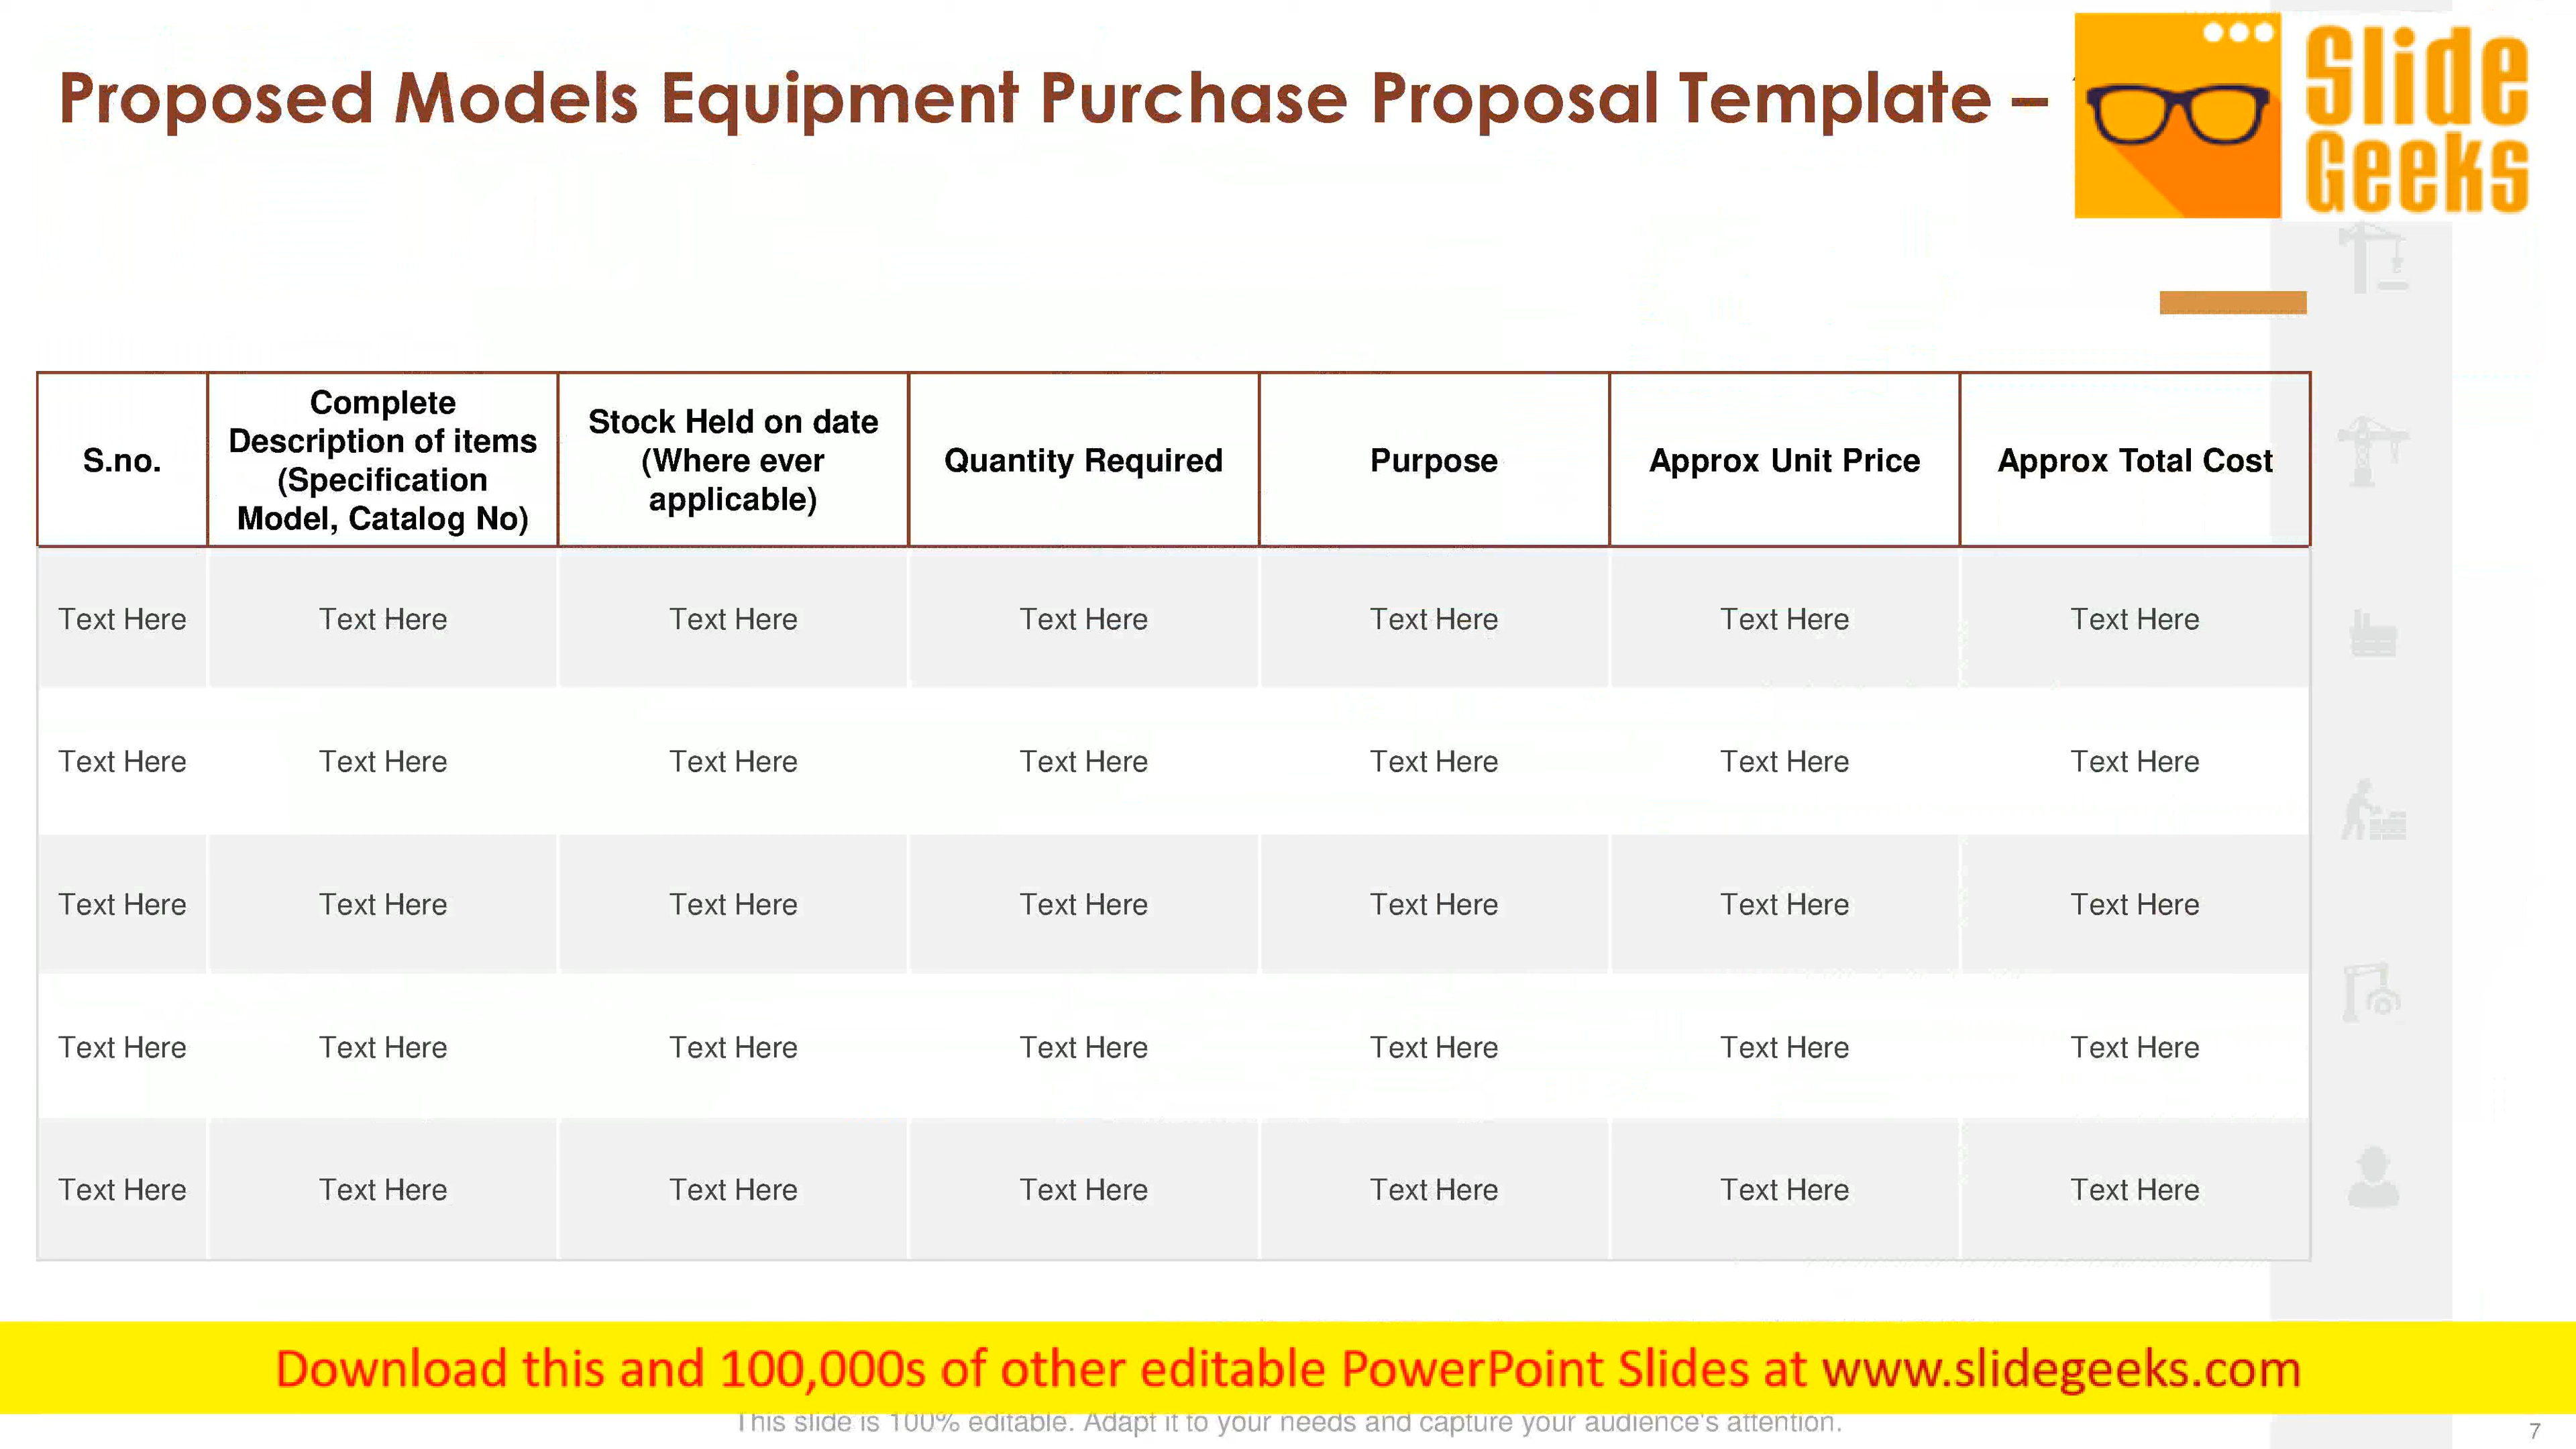 Proposed Models Equipment Purchase Proposal Template –
Slide
Geeks
S.no.
Complete
Description of items
(Specification
Model, Catalog No)
Stock Held on date
(Where ever
applicable)
Quantity Required
Purpose
Approx Unit Price
Approx Total Cost
Text Here Text Here Text Here Text Here Text Here Text Here Text Here
Text Here Text Here Text Here Text Here Text Here Text Here Text Here
Text Here Text Here Text Here Text Here Text Here Text Here Text Here
Text Here Text Here Text Here Text Here Text Here Text Here Text Here
Text Here Text Here Text Here Text Here Text Here Text Here Text Here
Download this and 100,000s of other editable PowerPoint Slides at www.slidegeeks.com
This slide is 100% editable. Adapt it to your needs and capture your audience's attention.
7